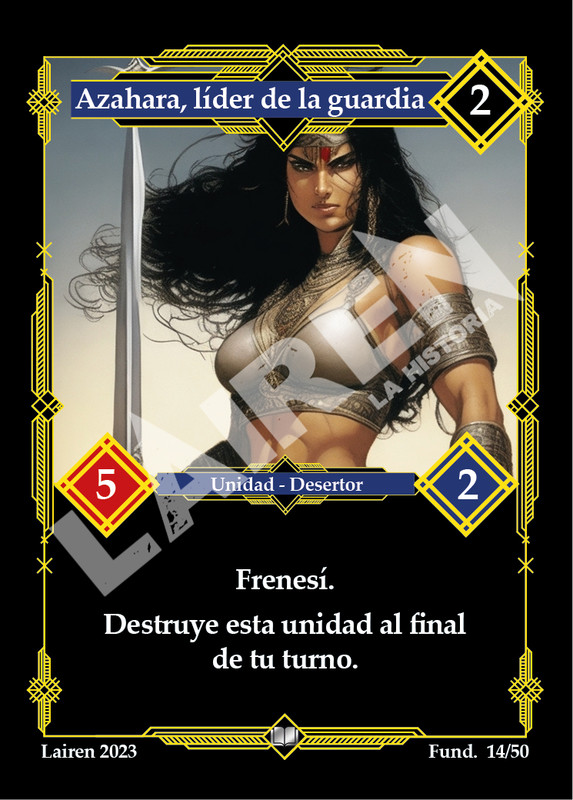 Azahara, líder de la guardia
2
LAIREN
LA HISTORIA
5
Unidad - Desertor
2
Frenesí.
Destruye esta unidad al final
de tu turno.
Lairen 2023
Fund. 14/50